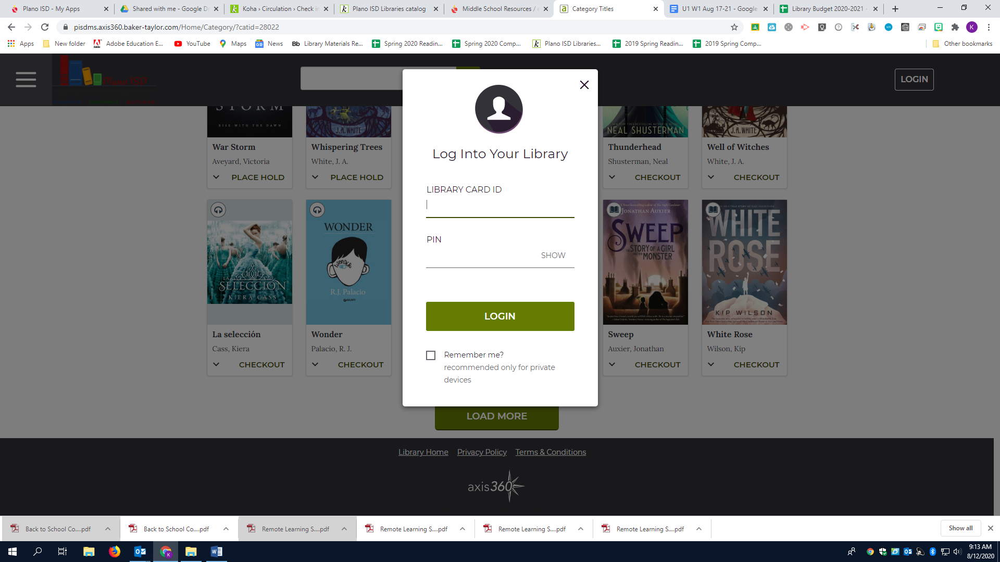 Plano ISD - My Apps
Shared with me - Google D
Koha › Circulation › Check in
Plano ISD Libraries catalog
Middle School Resources /
Category Titles
U1 W1 Aug 17-21 - Google
Library Budget 2020-2021 -
pisdms.axis360.baker-taylor.com/Home/Category/?catid=28022
K
Apps
New folder
Adobe Education E...
YouTube
Maps
News
Bb Library Materials Re...
Spring 2020 Readin...
Spring 2020 Comp...
Plano ISD Libraries...
2019 Spring Readin...
2019 Spring Comp...
Other bookmarks
Plano ISD
LOGIN
STORM
RISE WITH THE DAWN
J.A. WHITE
NEAL SHUSTERMAN
J.A. WHITE
War Storm
Aveyard, Victoria
PLACE HOLD
Whispering Trees
White, J. A.
PLACE HOLD
Thunderhead
Shusterman, Neal
CHECKOUT
Well of Witches
White, J. A.
CHECKOUT
Log Into Your Library
LIBRARY CARD ID
PIN
SHOW
LOGIN
Remember me?
recommended only for private
devices
LA
SELECCIÓN
KIERA CASS
La selección
Cass, Kiera
CHECKOUT
WONDER
wonder
R.J. Palacio
GIUNTI
Wonder
Palacio, R. J.
CHECKOUT
JONATHAN AUXIER
SWEEP
THE STORY OF A GIRL
AND HER MONSTER
Sweep
Auxier, Jonathan
CHECKOUT
WHITE
ROSE
KIP WILSON
White Rose
Wilson, Kip
CHECKOUT
LOAD MORE
Library Home
Privacy Policy
Terms & Conditions
axis360
Back to School Co....pdf
Back to School Co....pdf
Remote Learning S....pdf
Remote Learning S....pdf
Remote Learning S....pdf
Remote Learning S....pdf
Show all
9:13 AM
8/12/2020